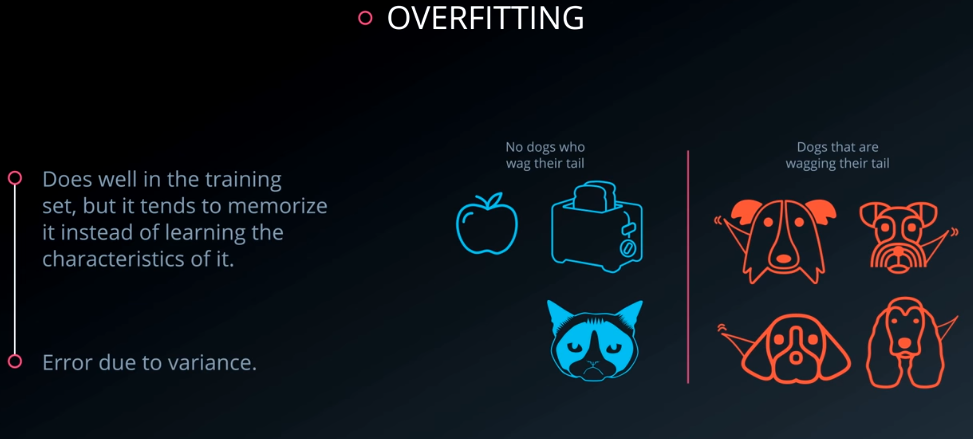 OVERFITTING
Does well in the training
set, but it tends to memorize
it instead of learning the
characteristics of it.
Error due to variance.
No dogs who
wag their tail
Dogs that are
wagging their tail